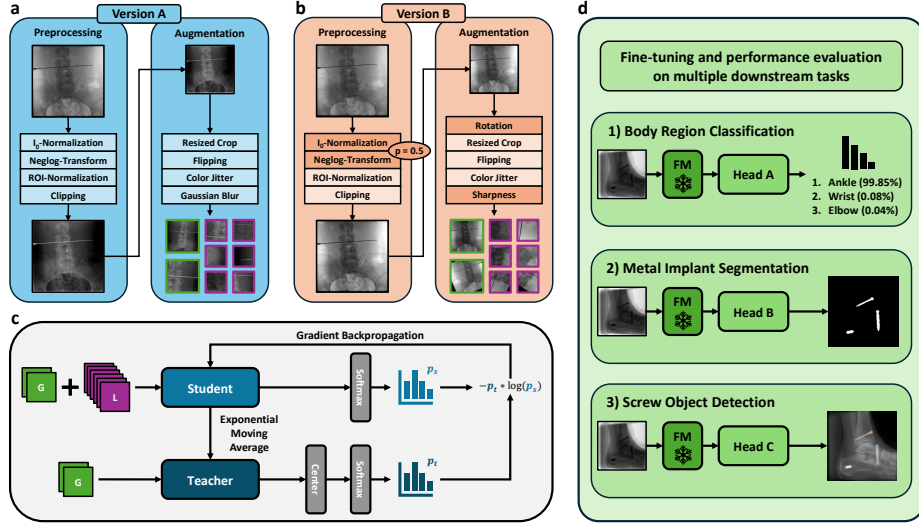 a
Version A
Preprocessing
Augmentation
I₀-Normalization
Neglog-Transform
ROI-Normalization
Clipping
Resized Crop
Flipping
Color Jitter
Gaussian Blur
b
Version B
Preprocessing
Augmentation
I₀-Normalization
Neglog-Transform
p = 0.5
ROI-Normalization
Clipping
Rotation
Resized Crop
Flipping
Color Jitter
Sharpness
c
Gradient Backpropagation
G
L
Student
Softmax
pₛ
−pₜ * log(pₛ)
Exponential
Moving
Average
G
Teacher
Center
Softmax
pₜ
d
Fine-tuning and performance evaluation
on multiple downstream tasks
1) Body Region Classification
FM
Head A
1. Ankle (99.85%)
2. Wrist (0.08%)
3. Elbow (0.04%)
2) Metal Implant Segmentation
FM
Head B
3) Screw Object Detection
FM
Head C